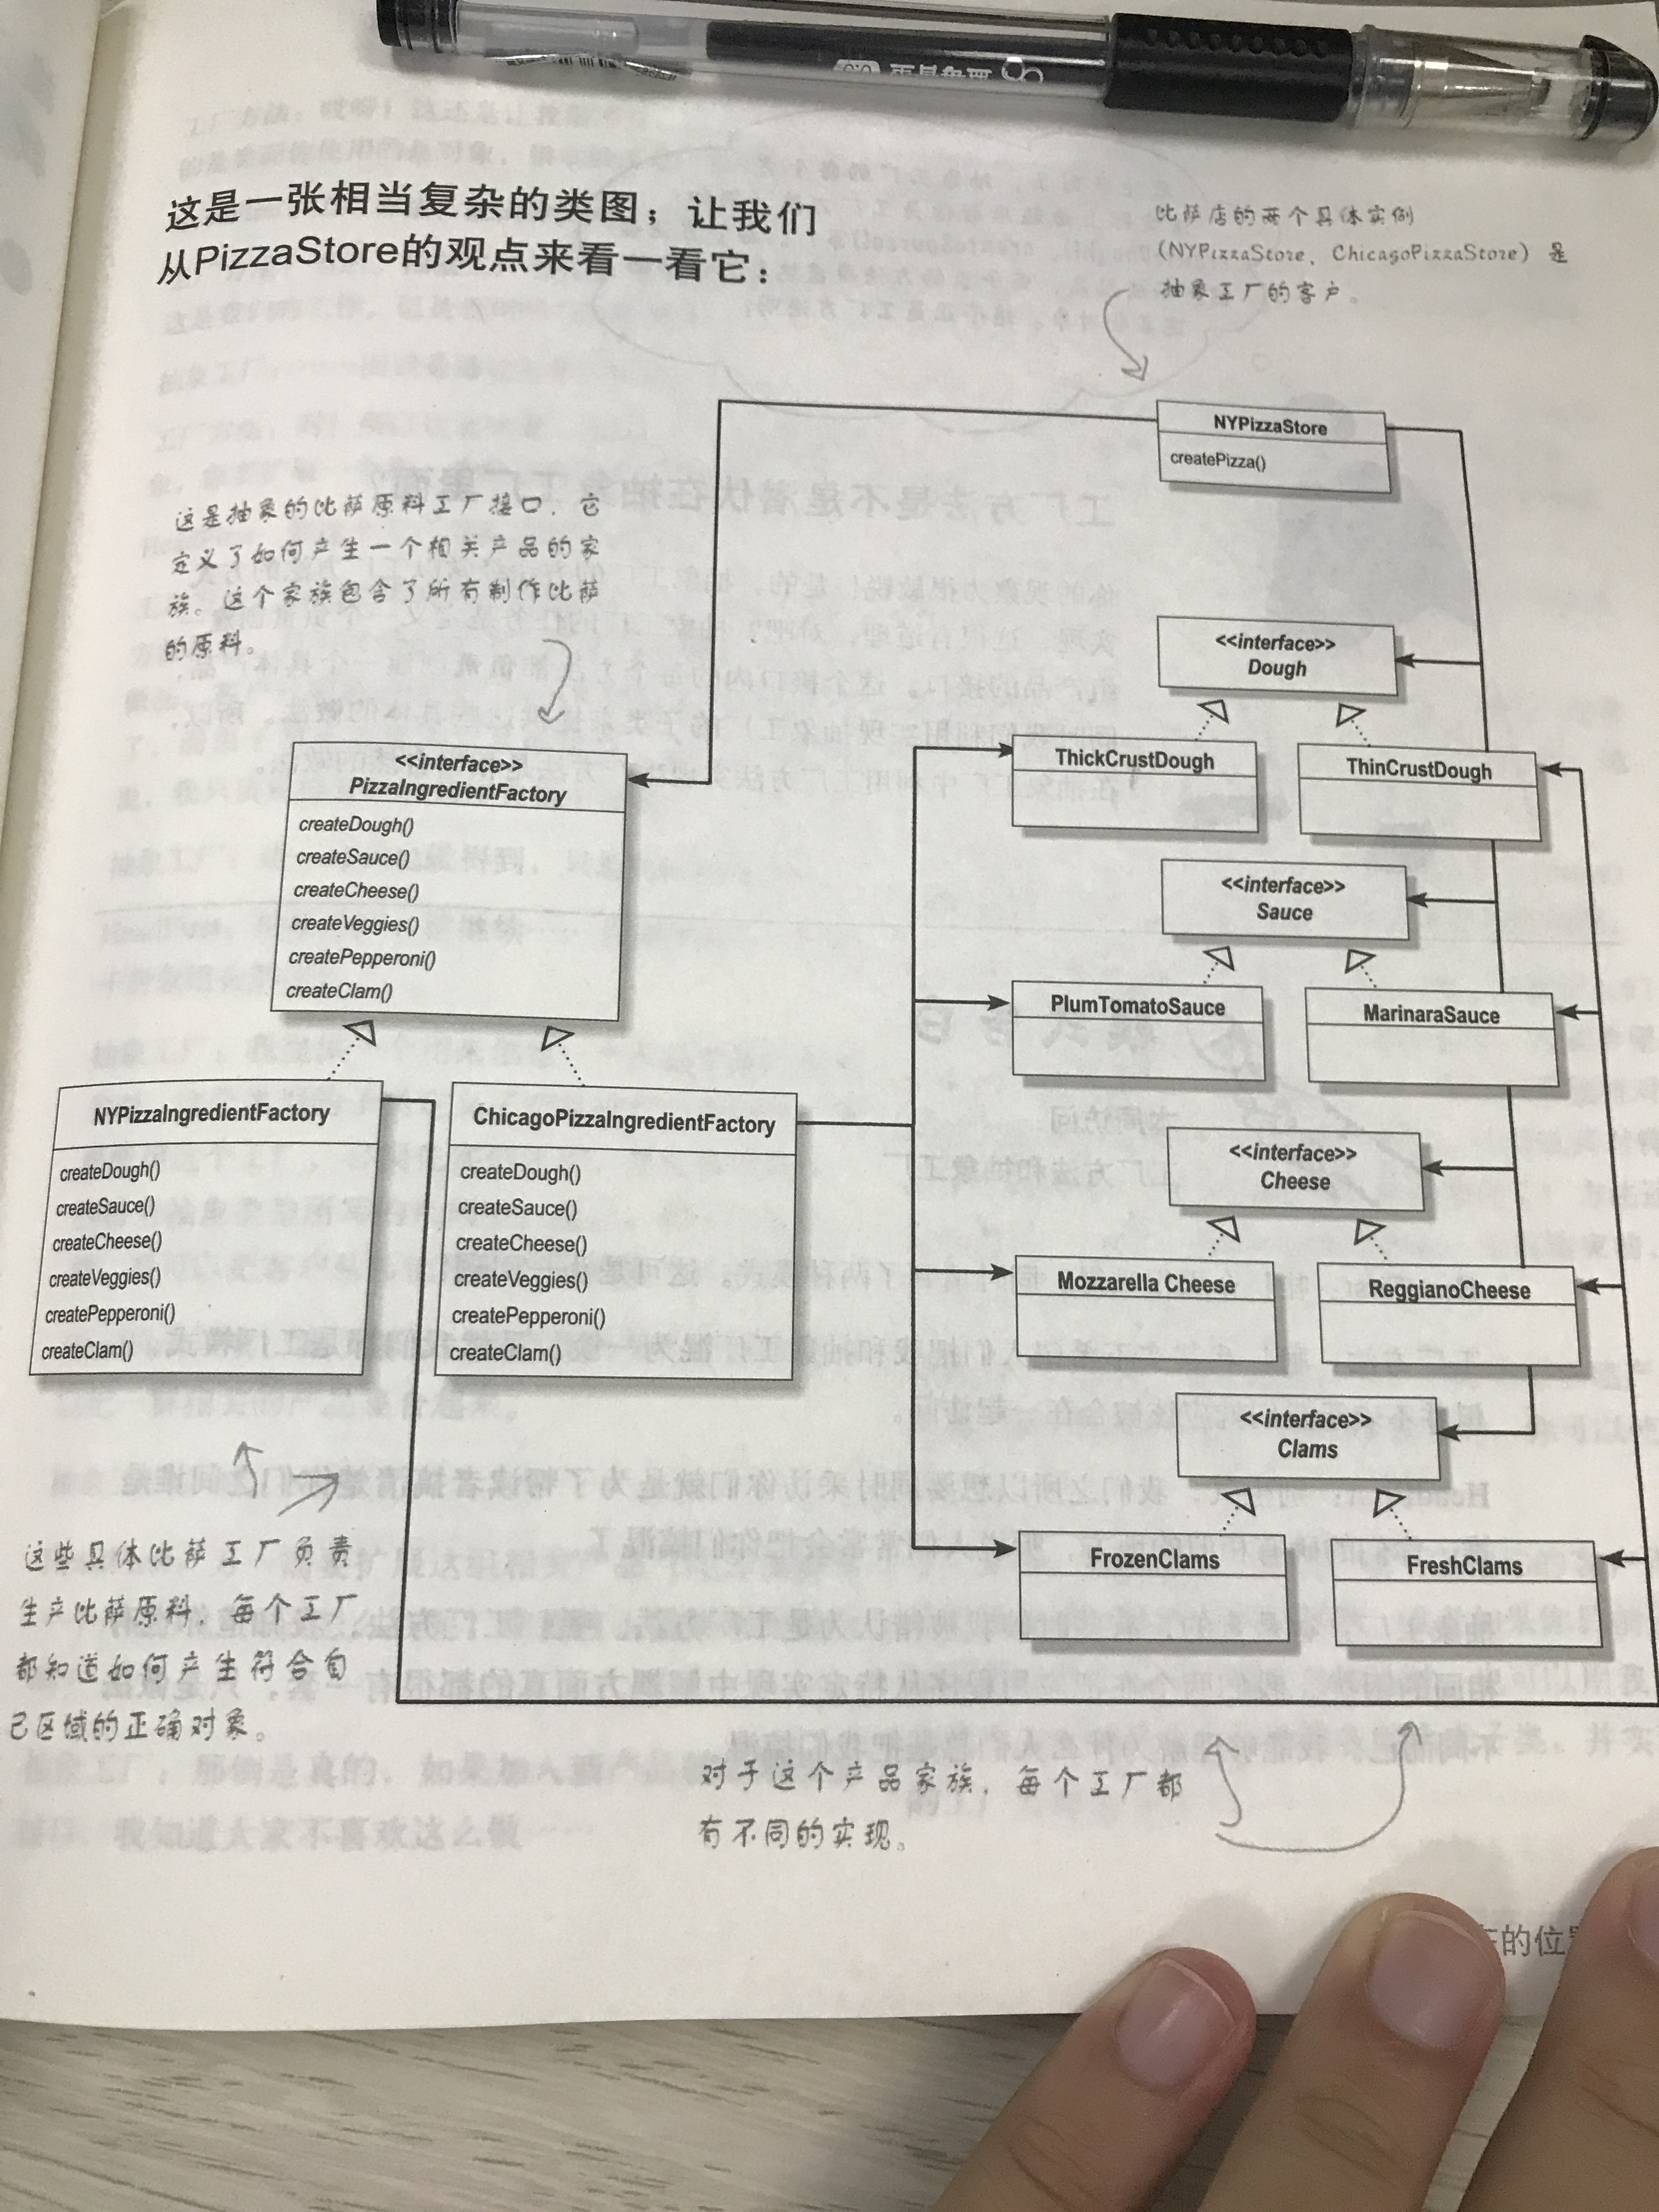 这是一张相当复杂的类图；让我们
从PizzaStore的观点来看一看它：
比萨店的两个具体实例
（NYPizzaStore、ChicagoPizzaStore）是
抽象工厂的客户。
NYPizzaStore
createPizza()
这是抽象的比萨原料工厂接口，它
定义了如何产生一个相关产品的家
族。这个家族包含了所有制作比萨
的原料。
<<interface>>
PizzaIngredientFactory
createDough()
createSauce()
createCheese()
createVeggies()
createPepperoni()
createClam()
NYPizzaIngredientFactory
createDough()
createSauce()
createCheese()
createVeggies()
createPepperoni()
createClam()
ChicagoPizzaIngredientFactory
createDough()
createSauce()
createCheese()
createVeggies()
createPepperoni()
createClam()
<<interface>>
Dough
ThickCrustDough
ThinCrustDough
<<interface>>
Sauce
PlumTomatoSauce
MarinaraSauce
<<interface>>
Cheese
Mozzarella Cheese
ReggianoCheese
<<interface>>
Clams
FrozenClams
FreshClams
这些具体比萨工厂负责
生产比萨原料，每个工厂
都知道如何产生符合自
己区域的正确对象。
对于这个产品家族，每个工厂都
有不同的实现。
的位